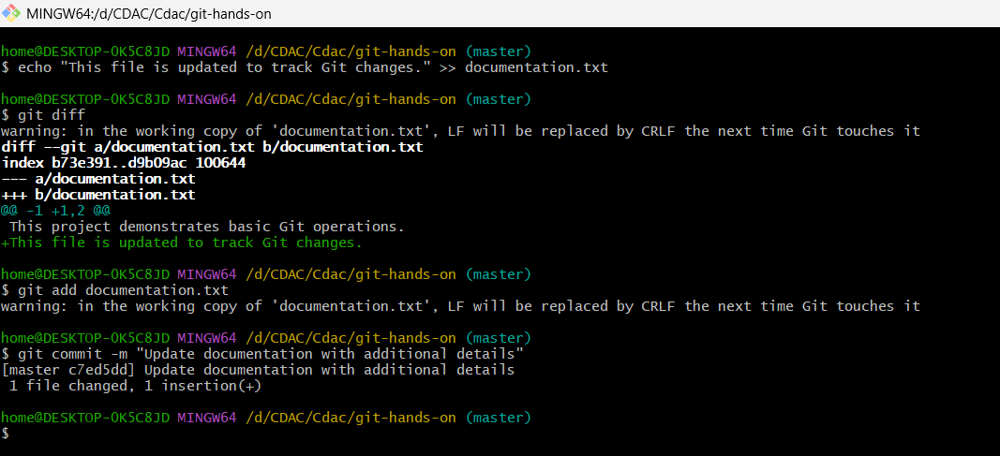 MINGW64:/d/CDAC/Cdac/git-hands-on
home@DESKTOP-0K5C8JD MINGW64 /d/CDAC/Cdac/git-hands-on (master)
$ echo "This file is updated to track Git changes." >> documentation.txt
home@DESKTOP-0K5C8JD MINGW64 /d/CDAC/Cdac/git-hands-on (master)
$ git diff
warning: in the working copy of 'documentation.txt', LF will be replaced by CRLF the next time Git touches it
diff --git a/documentation.txt b/documentation.txt
index b73e391..d9b09ac 100644
--- a/documentation.txt
+++ b/documentation.txt
@@ -1 +1,2 @@
 This project demonstrates basic Git operations.
+This file is updated to track Git changes.
home@DESKTOP-0K5C8JD MINGW64 /d/CDAC/Cdac/git-hands-on (master)
$ git add documentation.txt
warning: in the working copy of 'documentation.txt', LF will be replaced by CRLF the next time Git touches it
home@DESKTOP-0K5C8JD MINGW64 /d/CDAC/Cdac/git-hands-on (master)
$ git commit -m "Update documentation with additional details"
[master c7ed5dd] Update documentation with additional details
 1 file changed, 1 insertion(+)
home@DESKTOP-0K5C8JD MINGW64 /d/CDAC/Cdac/git-hands-on (master)
$